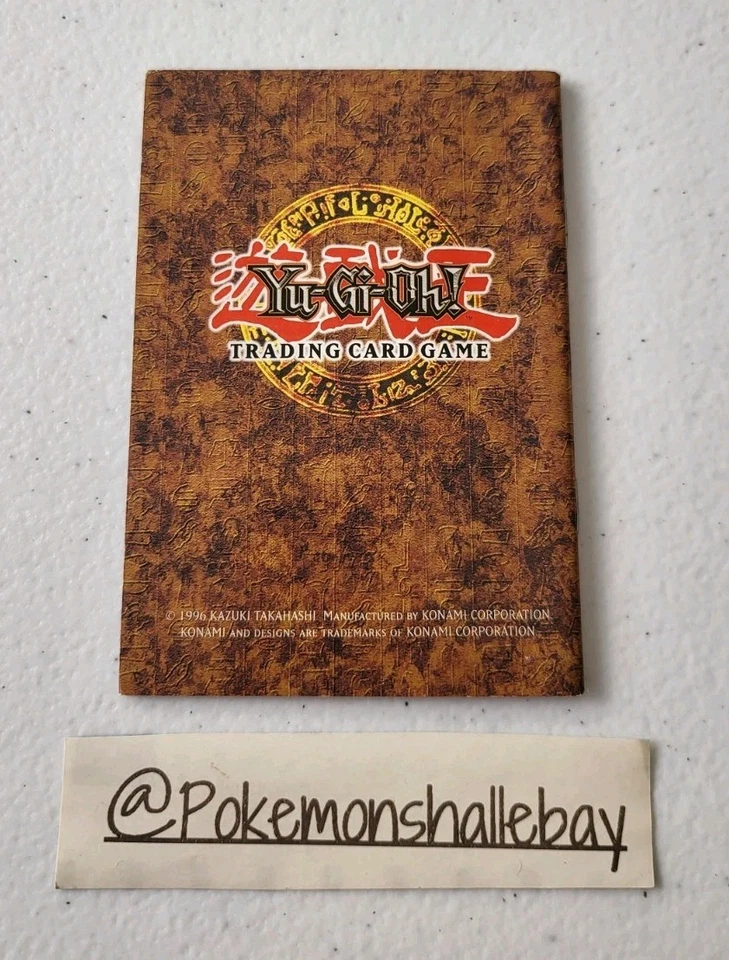 遊戯王
Yu-Gi-Oh!
TRADING CARD GAME
© 1996 KAZUKI TAKAHASHI MANUFACTURED BY KONAMI CORPORATION
KONAMI AND DESIGNS ARE TRADEMARKS OF KONAMI CORPORATION
@Pokemonshallebay